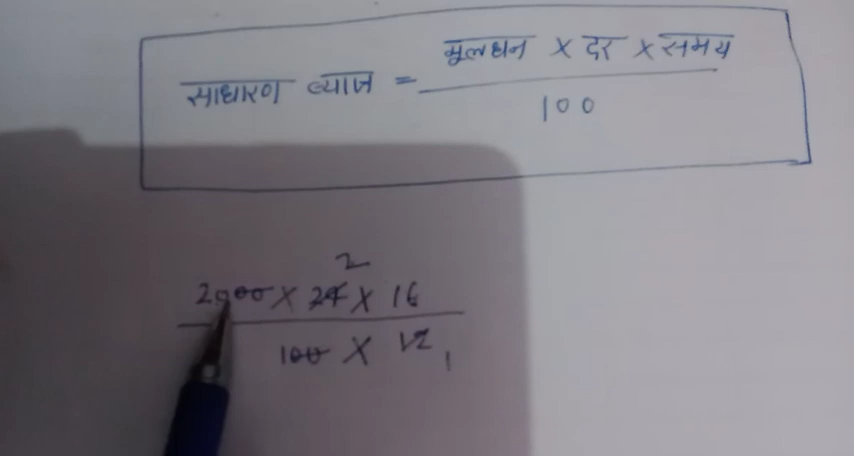 मूलधन × दर × समय
साधारण ब्याज = 
100
2
2000 × 24 × 16
100 × 12 1